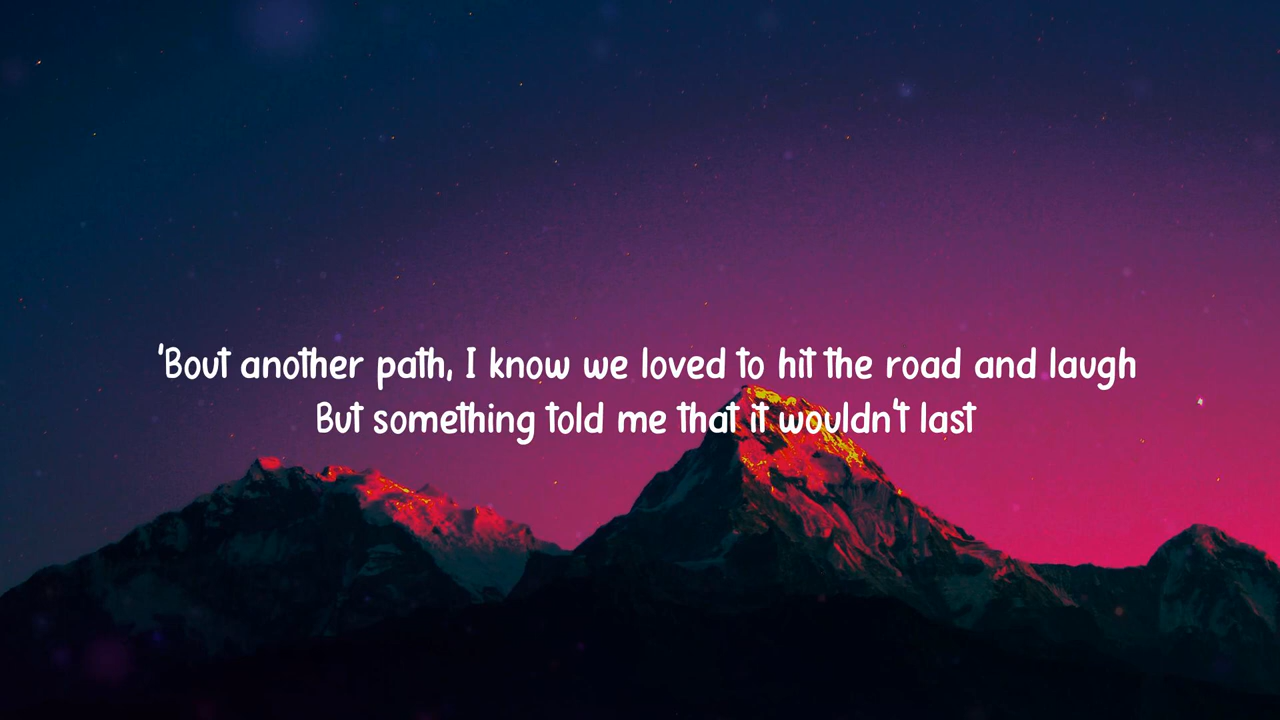 'Bout another path, I know we loved to hit the road and laugh
But something told me that it wouldn't last